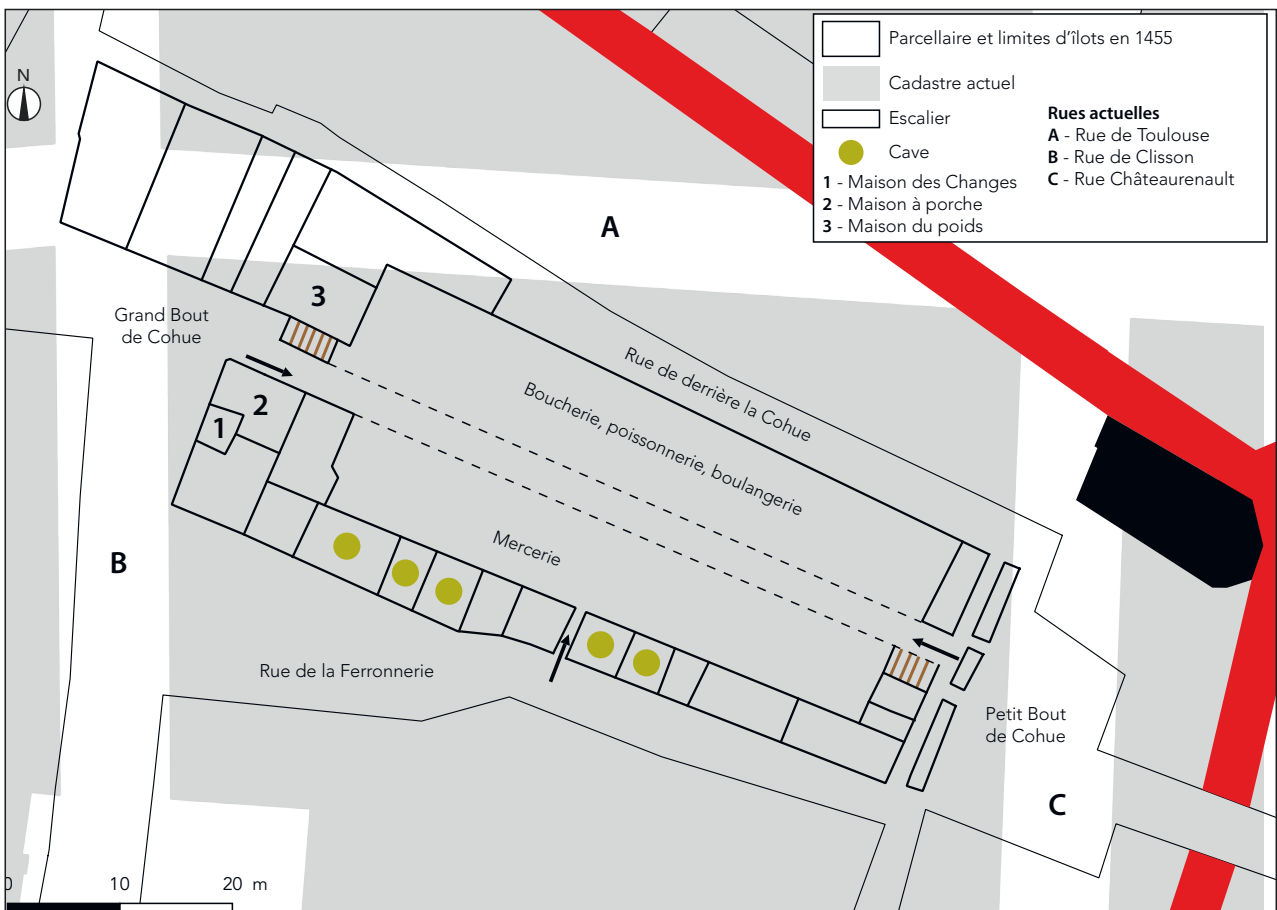 N
Parcellaire et limites d'îlots en 1455
Cadastre actuel
Escalier
Cave
1 - Maison des Changes
2 - Maison à porche
3 - Maison du poids
Rues actuelles
A - Rue de Toulouse
B - Rue de Clisson
C - Rue Châteaurenault
A
3
Grand Bout
de Cohue
Rue de derrière la Cohue
Boucherie, poissonnerie, boulangerie
2
1
Mercerie
B
Rue de la Ferronnerie
Petit Bout
de Cohue
C
0 10 20 m